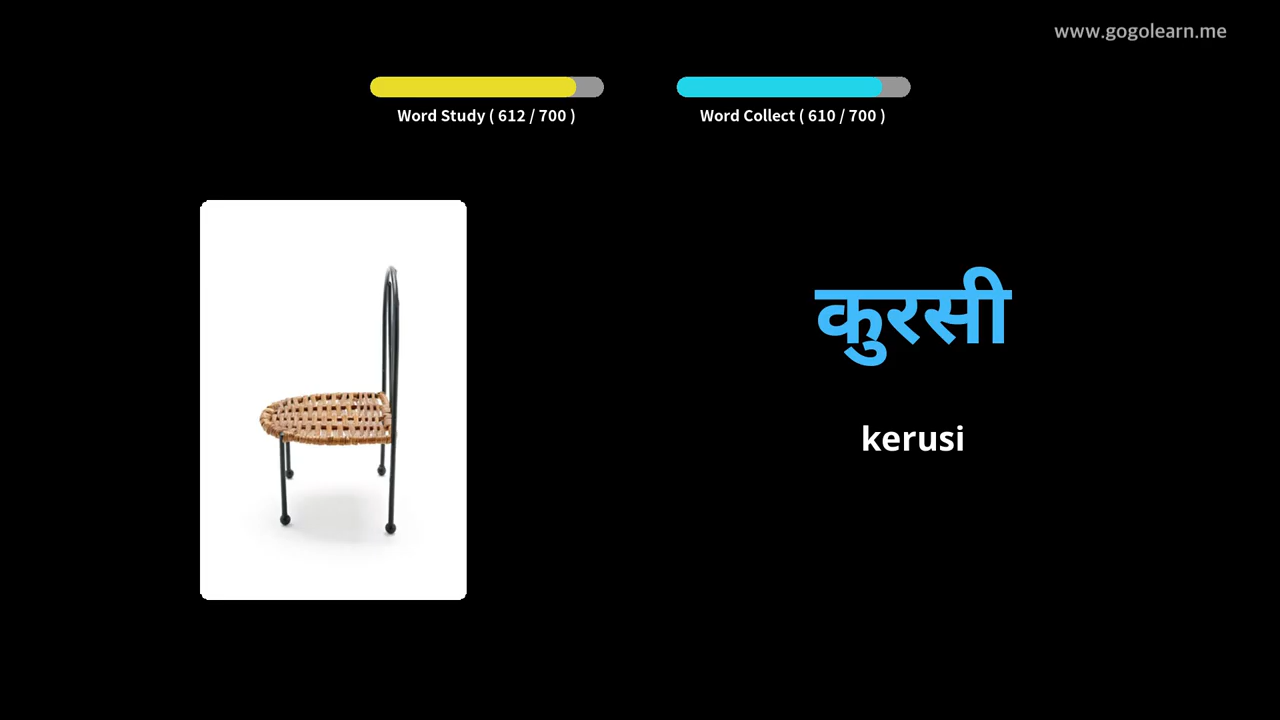 www.gogolearn.me
Word Study ( 612 / 700 )
Word Collect ( 610 / 700 )
कुरसी
kerusi